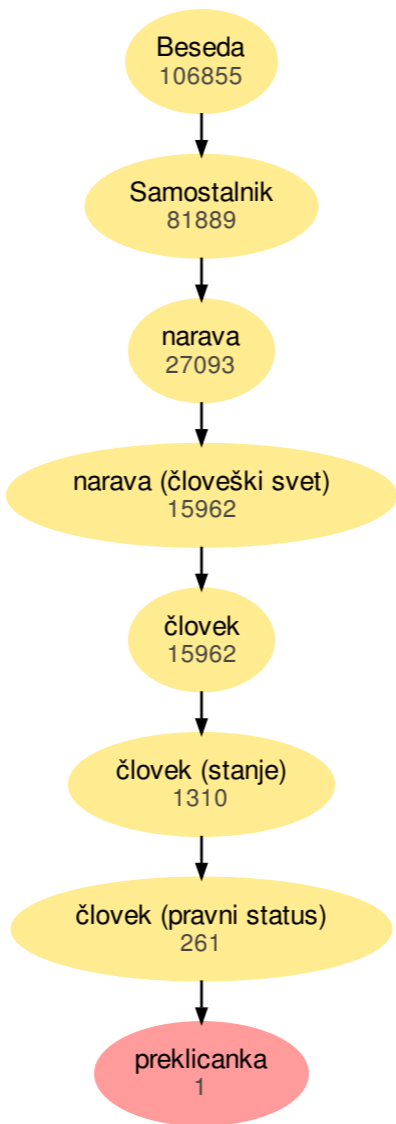 Beseda
106855
Samostalnik
81889
narava
27093
narava (človeški svet)
15962
človek
15962
človek (stanje)
1310
človek (pravni status)
261
preklicanka
1